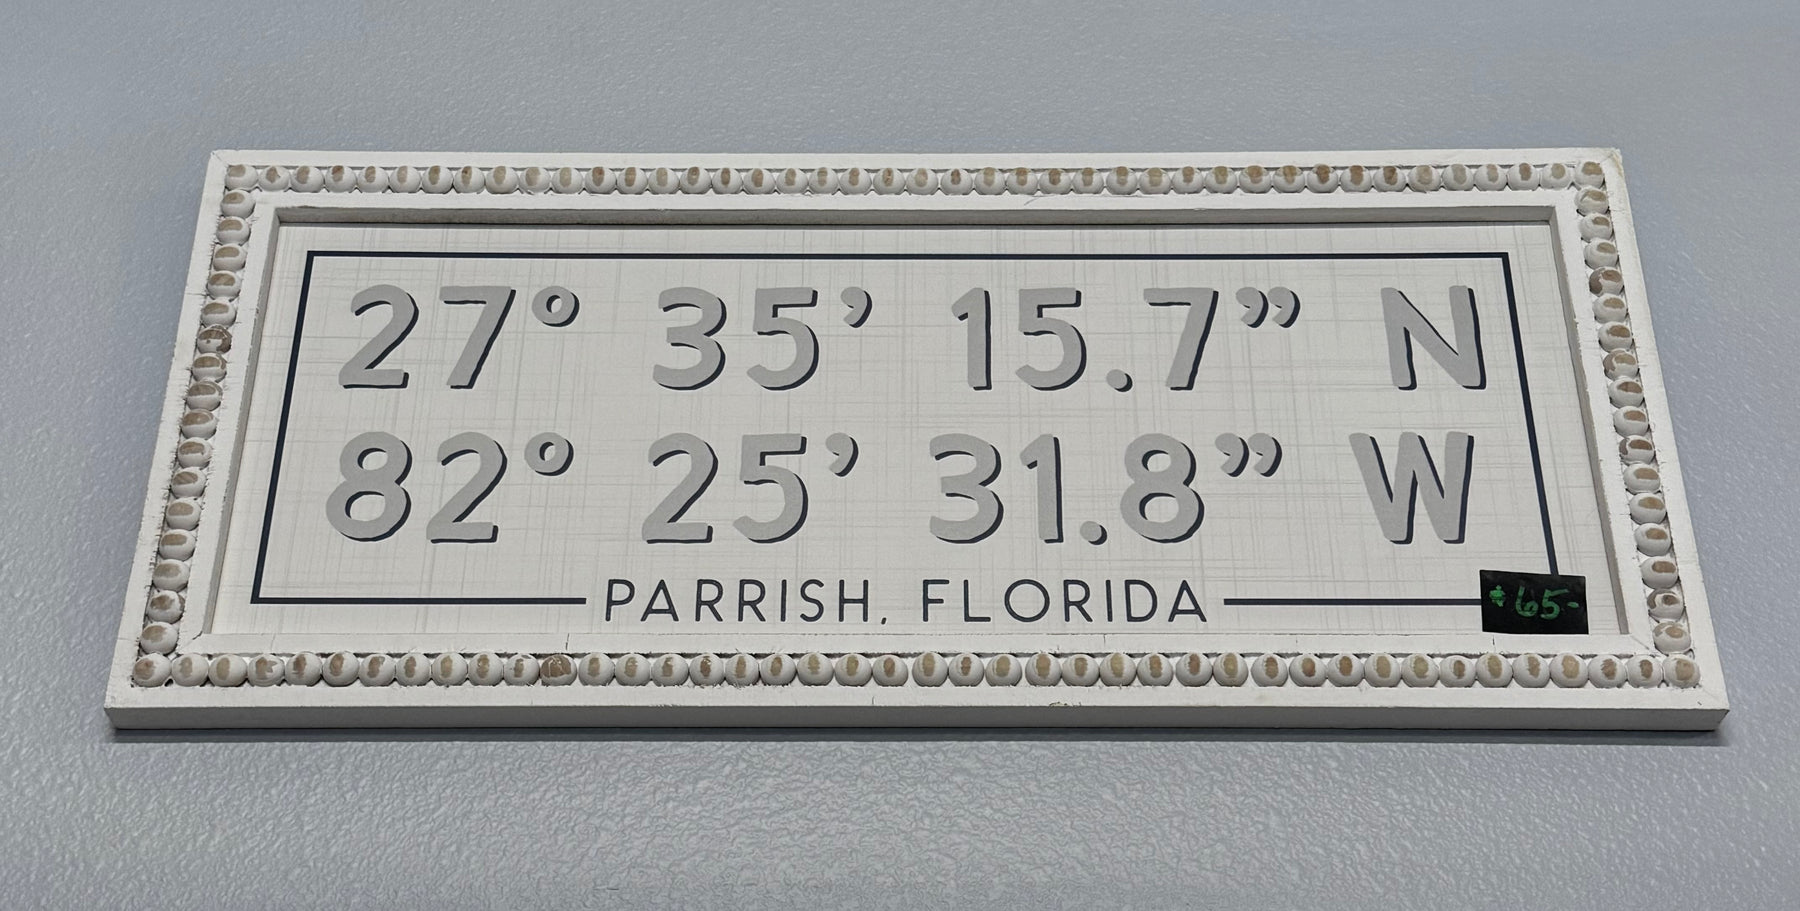 27° 35’ 15.7” N
82° 25’ 31.8” W
PARRISH, FLORIDA
$65-